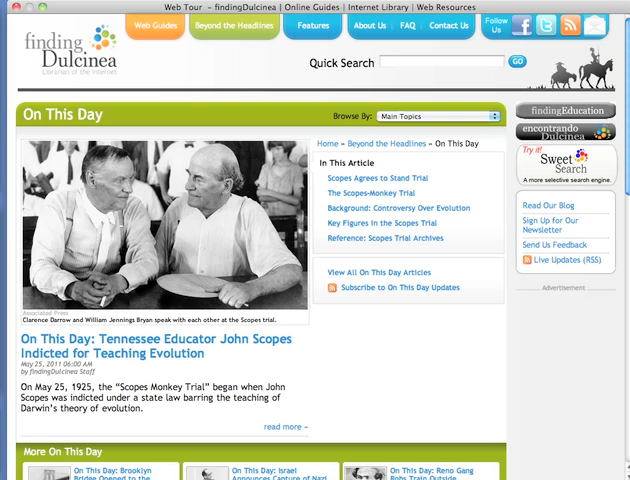 Web Tour - findingDulcinea | Online Guides | Internet Library | Web Resources
finding
Dulcinea
Librarian of the Internet
Web Guides
Beyond the Headlines
Features
About Us
FAQ
Contact Us
Follow
Us
Quick Search
GO
On This Day
Browse By:
Main Topics
findingEducation
encontrando
Dulcinea
Try it!
Sweet
Search
A more selective search engine.
Home » Beyond the Headlines » On This Day
In This Article
Scopes Agrees to Stand Trial
The Scopes-Monkey Trial
Background: Controversy Over Evolution
Key Figures in the Scopes Trial
Reference: Scopes Trial Archives
View All On This Day Articles
Subscribe to On This Day Updates
Read Our Blog
Sign Up for Our
Newsletter
Send Us Feedback
Live Updates (RSS)
Advertisement
Associated Press
Clarence Darrow and William Jennings Bryan speak with each other at the Scopes trial.
On This Day: Tennessee Educator John Scopes
Indicted for Teaching Evolution
May 25, 2011 06:00 AM
by findingDulcinea Staff
On May 25, 1925, the “Scopes Monkey Trial” began when John
Scopes was indicted under a state law barring the teaching of
Darwin’s theory of evolution.
read more »
More On This Day
On This Day: Brooklyn
Bridge Opened to the
On This Day: Israel
Announces Capture of Nazi
On This Day: Reno Gang
Robs Train Outside